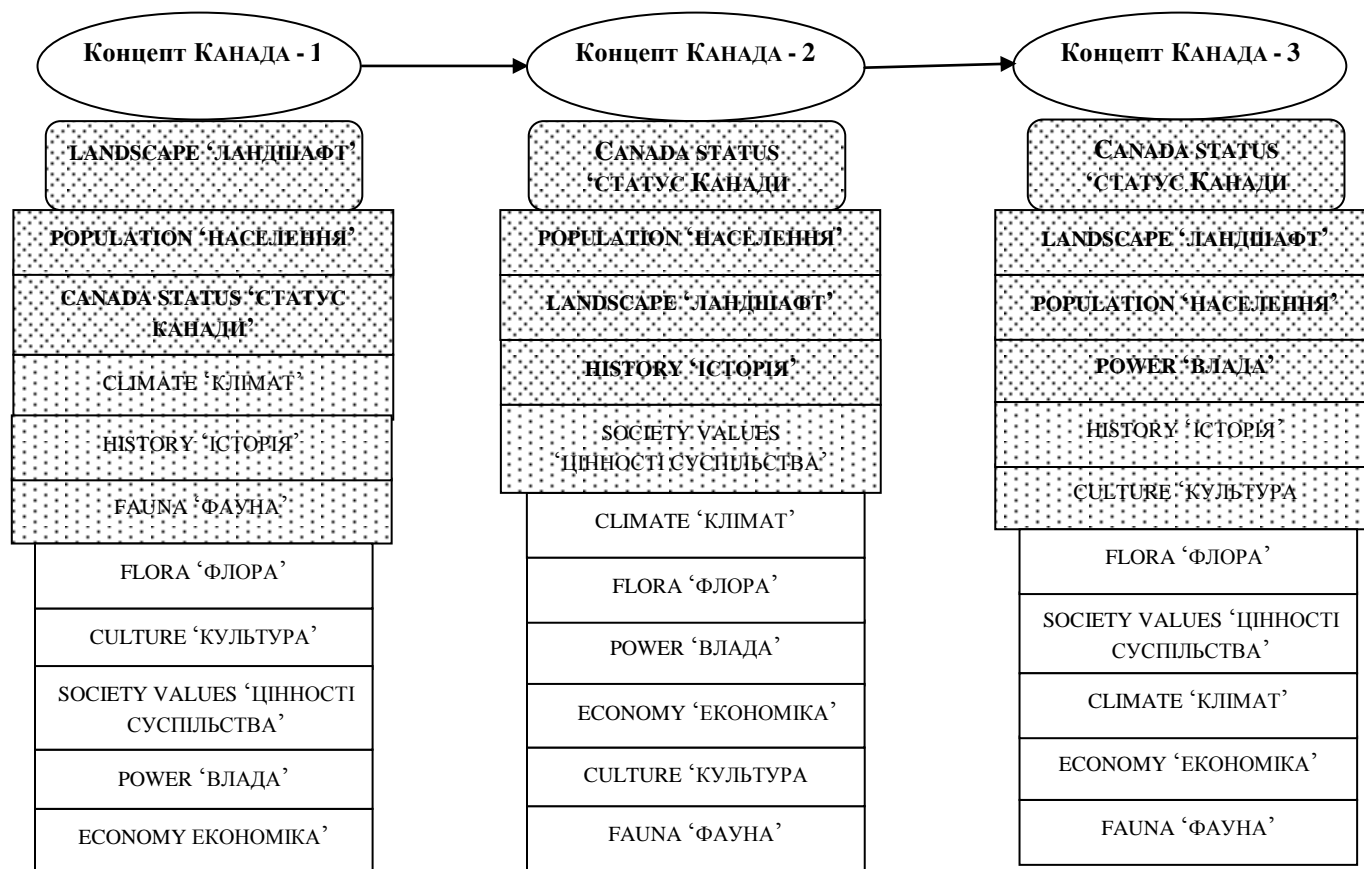 Концепт КАНАДА - 1
LANDSCAPE ‘ЛАНДШАФТ’
POPULATION ‘НАСЕЛЕННЯ’
CANADA STATUS ‘СТАТУС
КАНАДИ’
CLIMATE ‘КЛІМАТ’
HISTORY ‘ІСТОРІЯ’
FAUNA ‘ФАУНА’
FLORA ‘ФЛОРА’
CULTURE ‘КУЛЬТУРА’
SOCIETY VALUES ‘ЦІННОСТІ
СУСПІЛЬСТВА’
POWER ‘ВЛАДА’
ECONOMY ЕКОНОМІКА’
Концепт КАНАДА - 2
CANADA STATUS
‘СТАТУС КАНАДИ
POPULATION ‘НАСЕЛЕННЯ’
LANDSCAPE ‘ЛАНДШАФТ’
HISTORY ‘ІСТОРІЯ’
SOCIETY VALUES
‘ЦІННОСТІ СУСПІЛЬСТВА’
CLIMATE ‘КЛІМАТ’
FLORA ‘ФЛОРА’
POWER ‘ВЛАДА’
ECONOMY ‘ЕКОНОМІКА’
CULTURE ‘КУЛЬТУРА
FAUNA ‘ФАУНА’
Концепт КАНАДА - 3
CANADA STATUS
‘СТАТУС КАНАДИ
LANDSCAPE ‘ЛАНДШАФТ’
POPULATION ‘НАСЕЛЕННЯ’
POWER ‘ВЛАДА’
HISTORY ‘ІСТОРІЯ’
CULTURE ‘КУЛЬТУРА
FLORA ‘ФЛОРА’
SOCIETY VALUES ‘ЦІННОСТІ
СУСПІЛЬСТВА’
CLIMATE ‘КЛІМАТ’
ECONOMY ‘ЕКОНОМІКА’
FAUNA ‘ФАУНА’